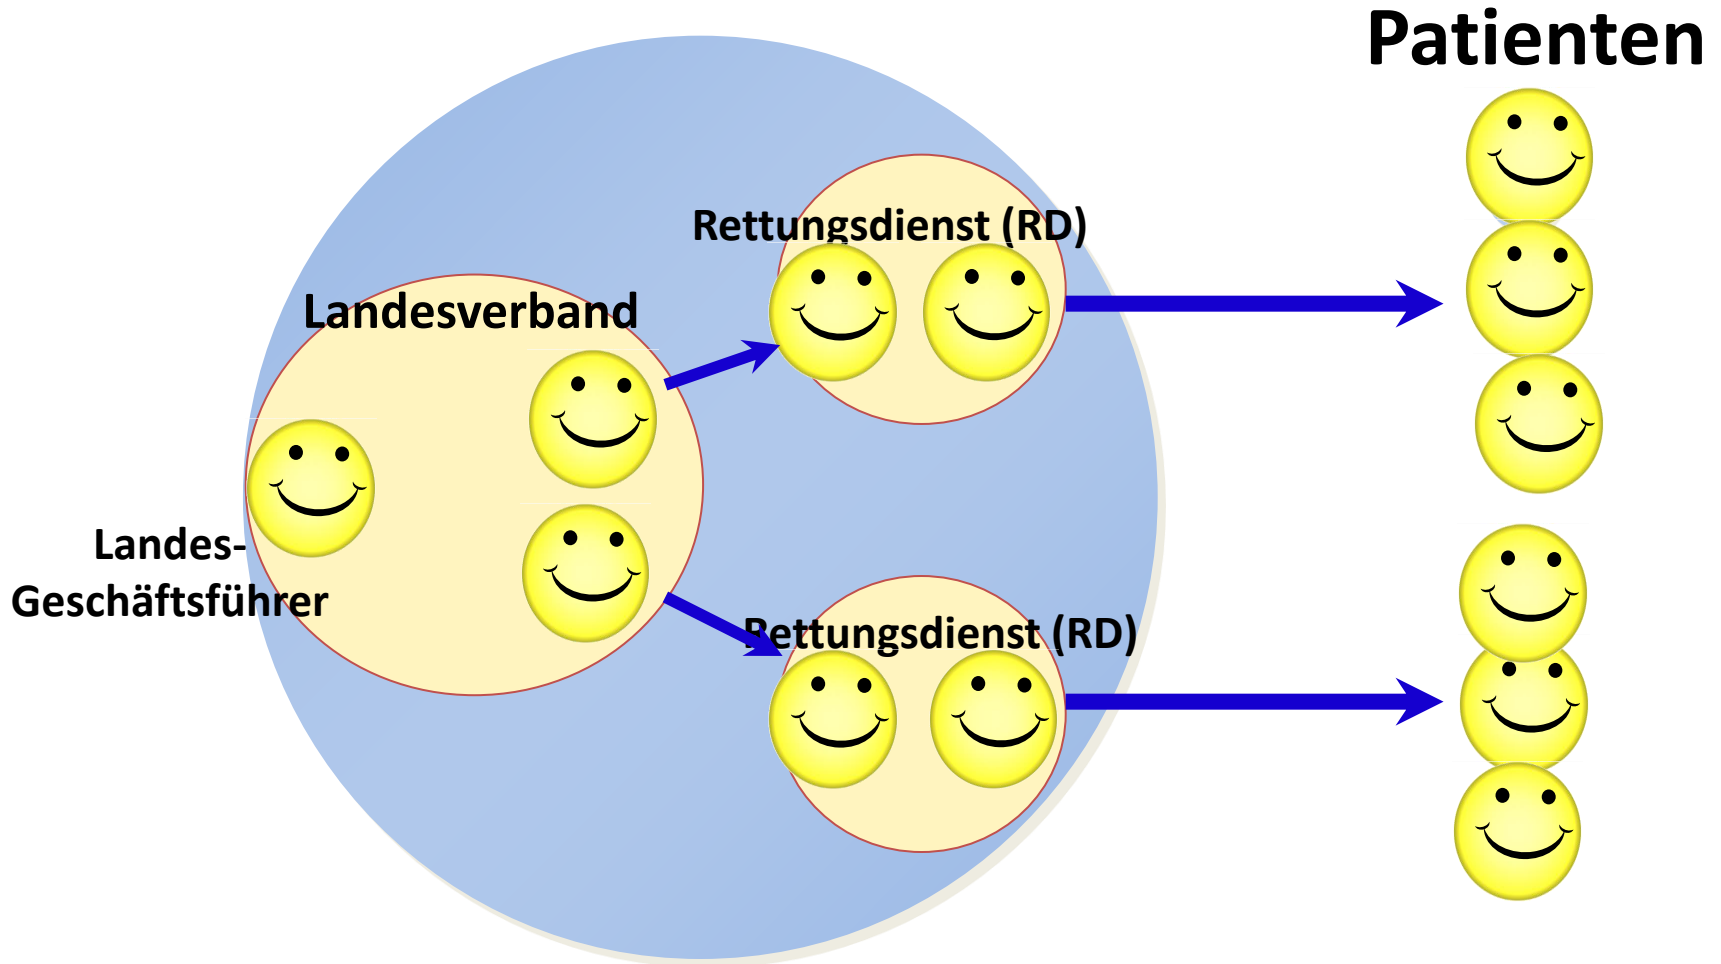 Patienten
Rettungsdienst (RD)
Landesverband
Landes-
Geschäftsführer
Rettungsdienst (RD)